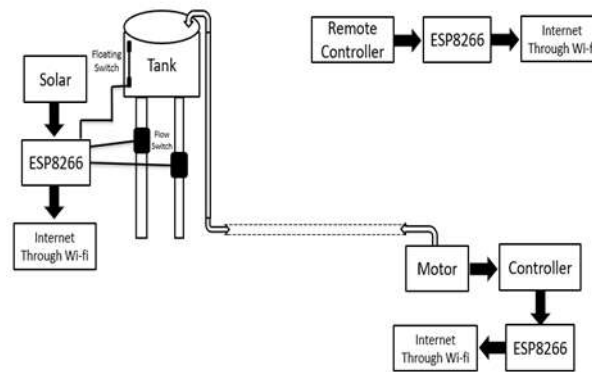 Floating
Switch
Tank
Solar
ESP8266
Flow
Switch
Internet
Through Wi-fi
Remote
Controller
ESP8266
Internet
Through Wi-fi
Motor
Controller
ESP8266
Internet
Through Wi-fi